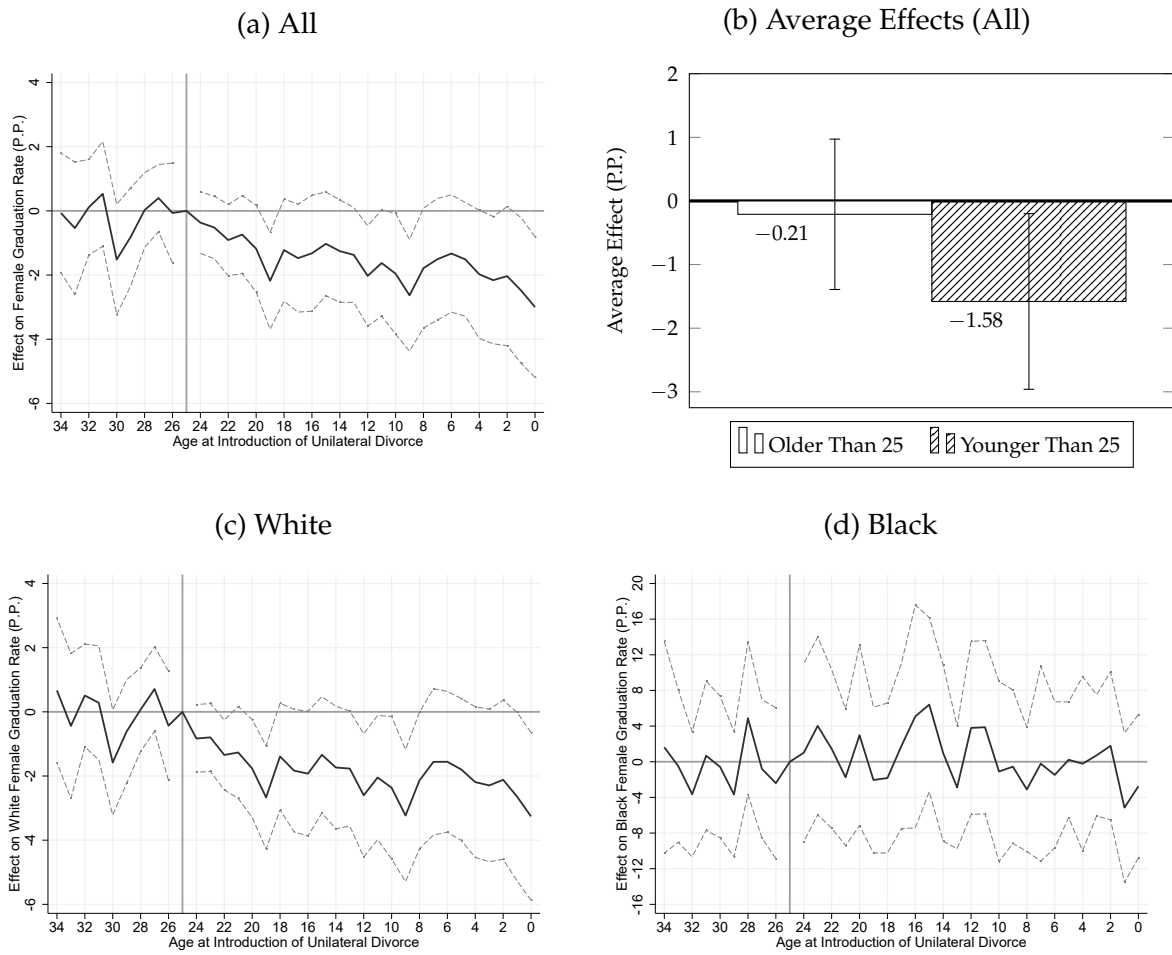 (a) All
Effect on Female Graduation Rate (P.P.)
4
2
0
-2
-4
-6
34 32 30 28 26 24 22 20 18 16 14 12 10 8 6 4 2 0
Age at Introduction of Unilateral Divorce
(b) Average Effects (All)
Average Effect (P.P.)
2
1
0
−1
−2
−3
−0.21
−1.58
Older Than 25 Younger Than 25
(c) White
Effect on White Female Graduation Rate (P.P.)
4
2
0
-2
-4
-6
34 32 30 28 26 24 22 20 18 16 14 12 10 8 6 4 2 0
Age at Introduction of Unilateral Divorce
(d) Black
Effect on Black Female Graduation Rate (P.P.)
20
16
12
8
4
0
-4
-8
-12
-16
34 32 30 28 26 24 22 20 18 16 14 12 10 8 6 4 2 0
Age at Introduction of Unilateral Divorce